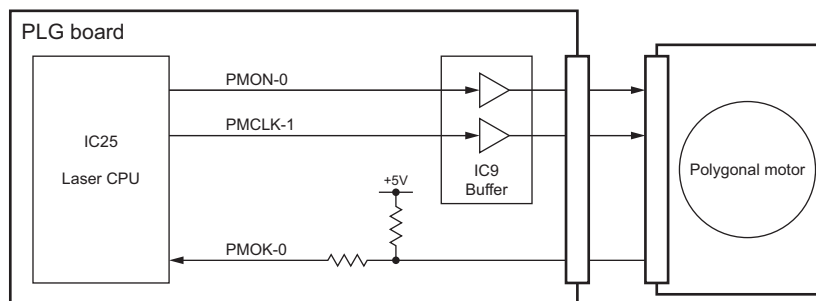 PLG board
PMON-0
PMCLK-1
IC25
Laser CPU
IC9
Buffer
Polygonal motor
+5V
PMOK-0